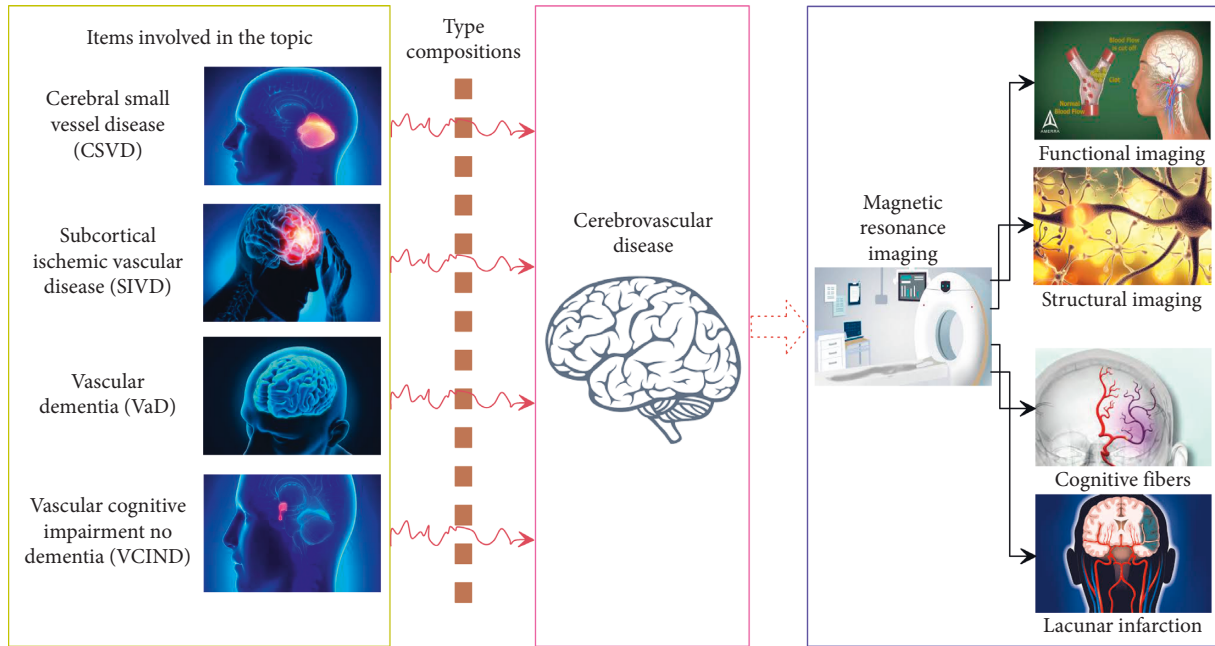 Items involved in the topic
Cerebral small
vessel disease
(CSVD)
Subcortical
ischemic vascular
disease (SIVD)
Vascular
dementia (VaD)
Vascular cognitive
impairment no
dementia (VCIND)
Type
compositions
Cerebrovascular
disease
Magnetic
resonance
imaging
Blood Flow
is cut off
Clot
Normal
Blood Flow
Functional imaging
Structural imaging
Cognitive fibers
Lacunar infarction